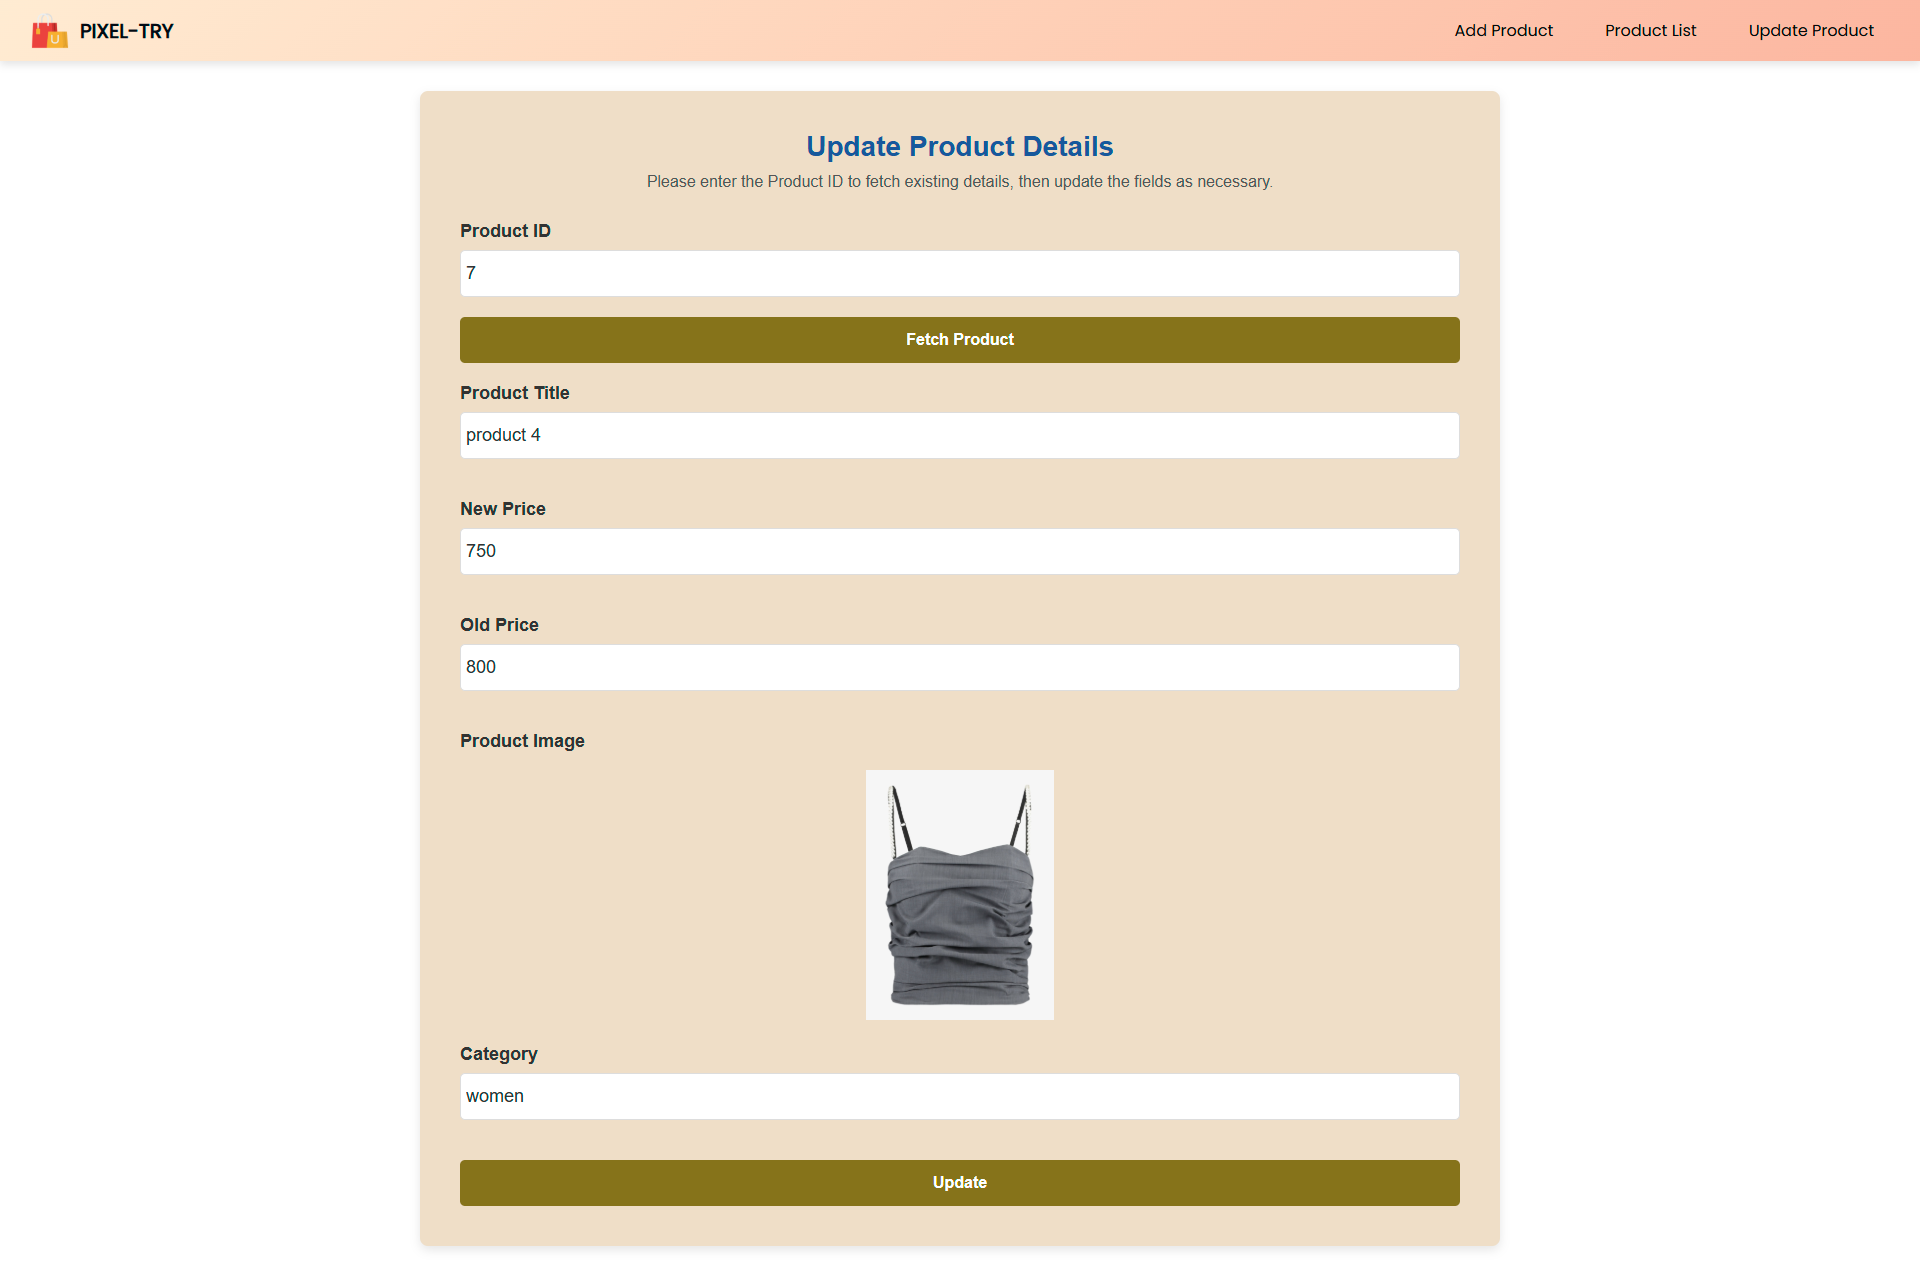 PIXEL-TRY
Add Product
Product List
Update Product
Update Product Details
Please enter the Product ID to fetch existing details, then update the fields as necessary.
Product ID
7
Fetch Product
Product Title
product 4
New Price
750
Old Price
800
Product Image
Category
women
Update